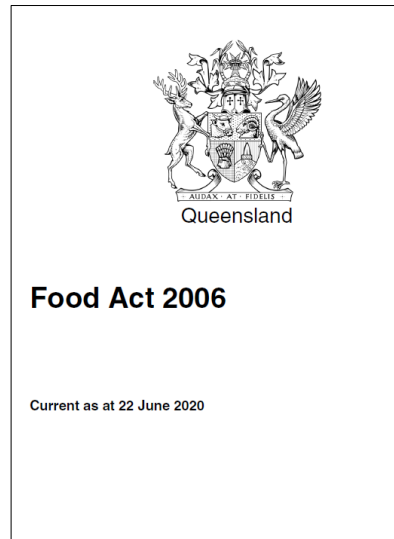 AUDAX · AT · FIDELIS
Queensland
Food Act 2006
Current as at 22 June 2020